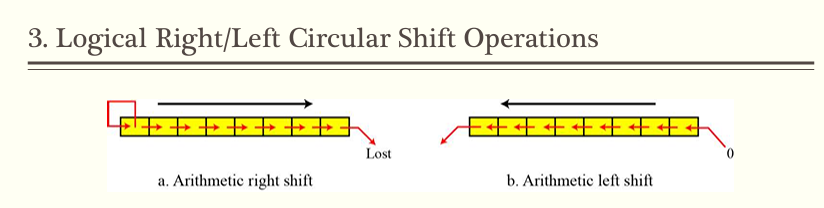 3. Logical Right/Left Circular Shift Operations
Lost
0
a. Arithmetic right shift
b. Arithmetic left shift